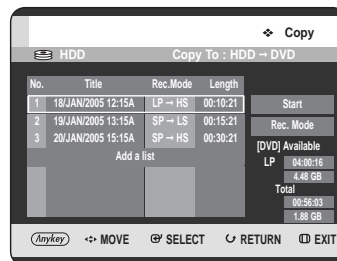 ❖ Copy
HDD Copy To : HDD → DVD
No. Title Rec.Mode Length
1 18/JAN/2005 12:15A LP → HS 00:10:21
2 19/JAN/2005 13:15A SP → LS 00:15:21
3 20/JAN/2005 15:15A SP → HS 00:30:21
Add a list
Start
Rec. Mode
[DVD] Available
LP 04:00:16
4.48 GB
Total
00:56:03
1.88 GB
Anykey MOVE SELECT RETURN EXIT